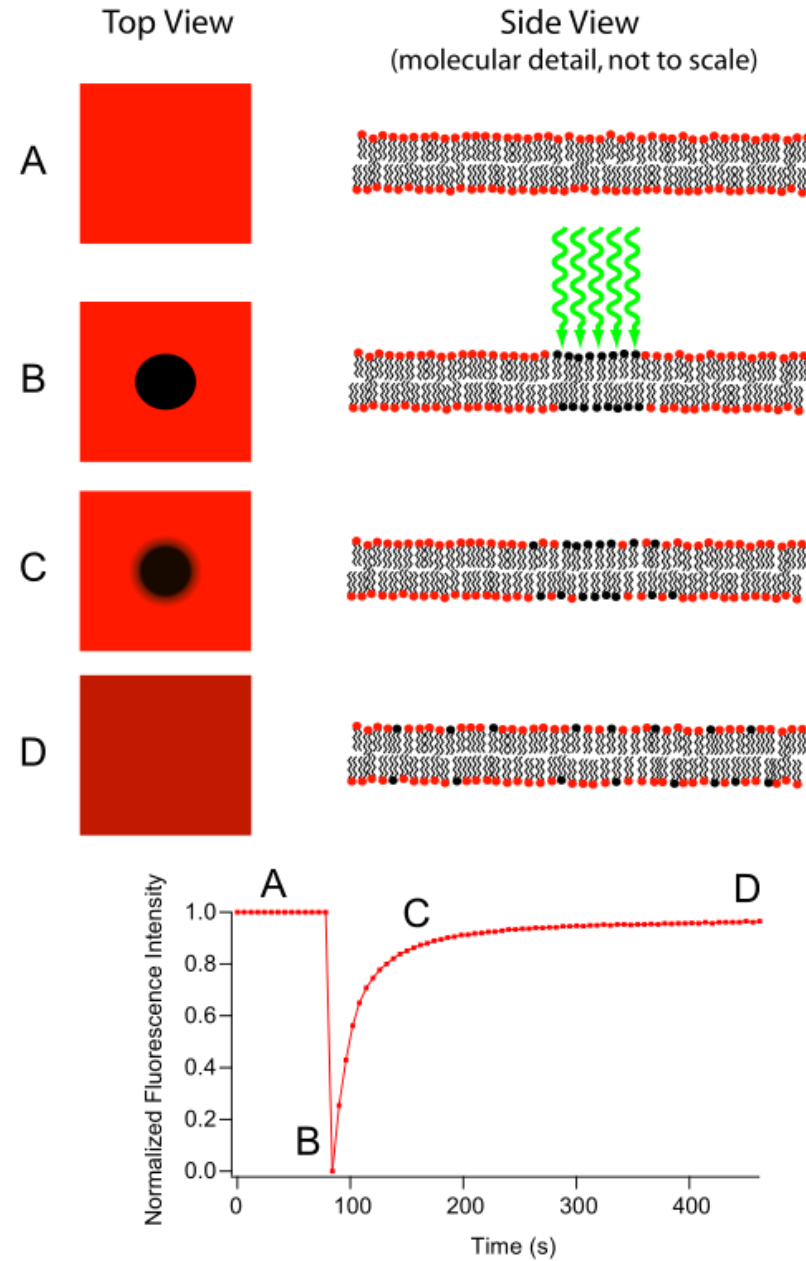 Top View
Side View
(molecular detail, not to scale)
A
B
C
D
Normalized Fluorescence Intensity
A
B
C
D
1.0
0.8
0.6
0.4
0.2
0.0
0 100 200 300 400
Time (s)